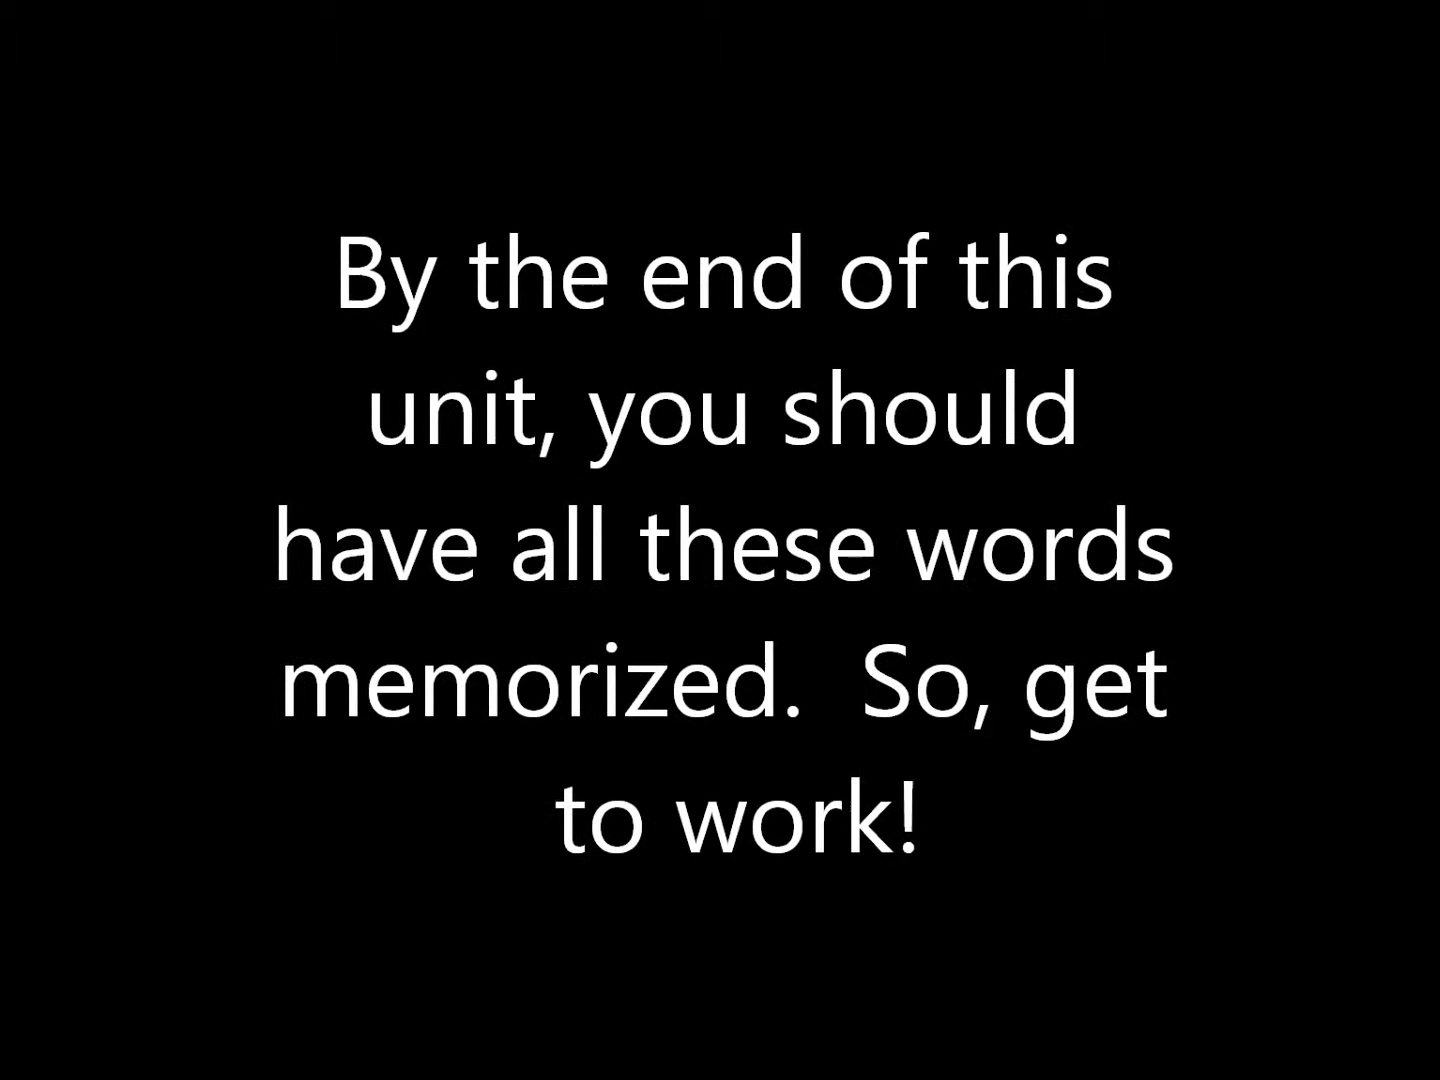 By the end of this
unit, you should
have all these words
memorized.  So, get
to work!